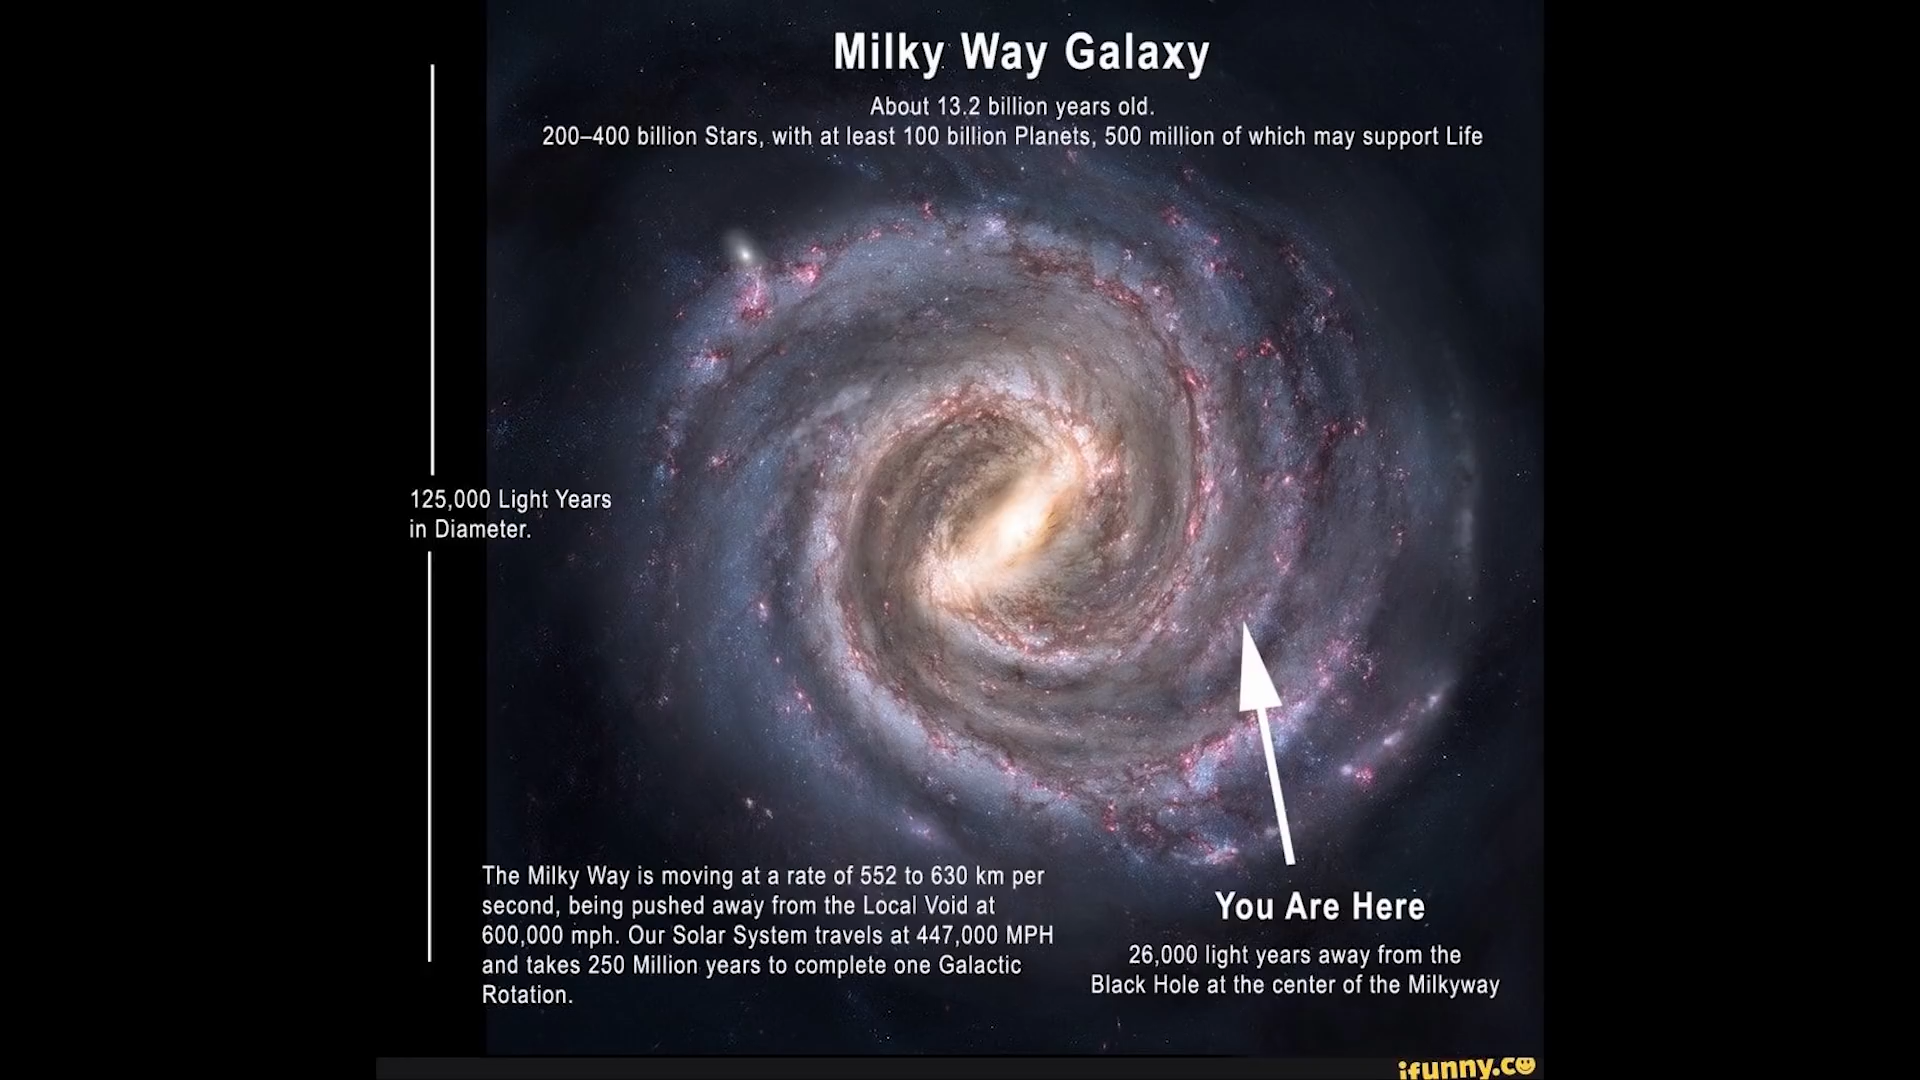 Milky Way Galaxy
About 13.2 billion years old.
200–400 billion Stars, with at least 100 billion Planets, 500 million of which may support Life
125,000 Light Years
in Diameter.
The Milky Way is moving at a rate of 552 to 630 km per
second, being pushed away from the Local Void at
600,000 mph. Our Solar System travels at 447,000 MPH
and takes 250 Million years to complete one Galactic
Rotation.
You Are Here
26,000 light years away from the
Black Hole at the center of the Milkyway
ifunny.co